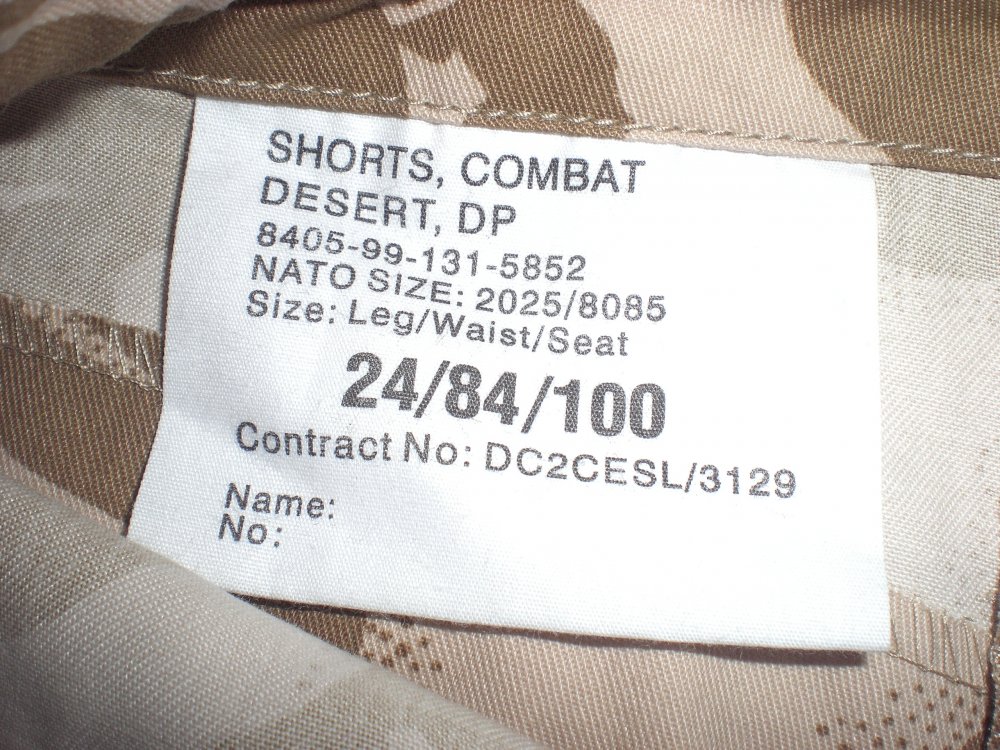 SHORTS, COMBAT
DESERT, DP
8405-99-131-5852
NATO SIZE: 2025/8085
Size: Leg/Waist/Seat
24/84/100
Contract No: DC2CESL/3129
Name:
No: